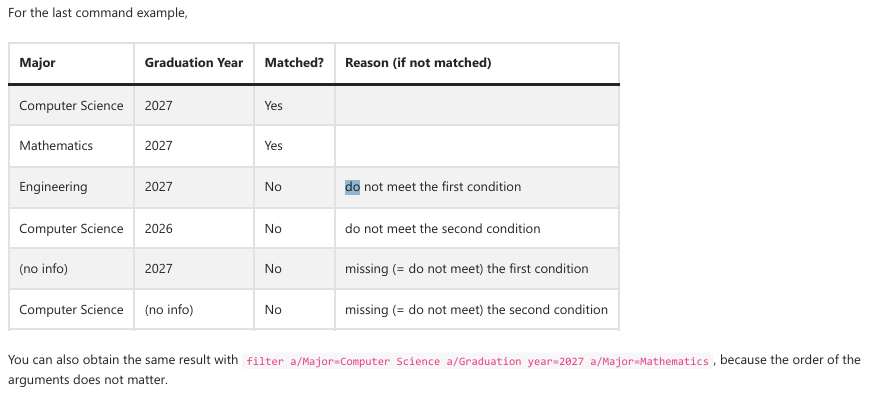 For the last command example,
Major Graduation Year Matched? Reason (if not matched)
Computer Science 2027 Yes
Mathematics 2027 Yes
Engineering 2027 No do not meet the first condition
Computer Science 2026 No do not meet the second condition
(no info) 2027 No missing (= do not meet) the first condition
Computer Science (no info) No missing (= do not meet) the second condition
You can also obtain the same result with filter a/Major=Computer Science a/Graduation year=2027 a/Major=Mathematics , because the order of the
arguments does not matter.